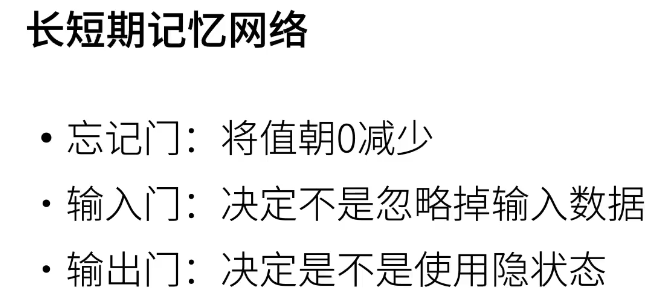 长短期记忆网络
• 忘记门：将值朝0减少
• 输入门：决定不是忽略掉输入数据
• 输出门：决定是不是使用隐状态